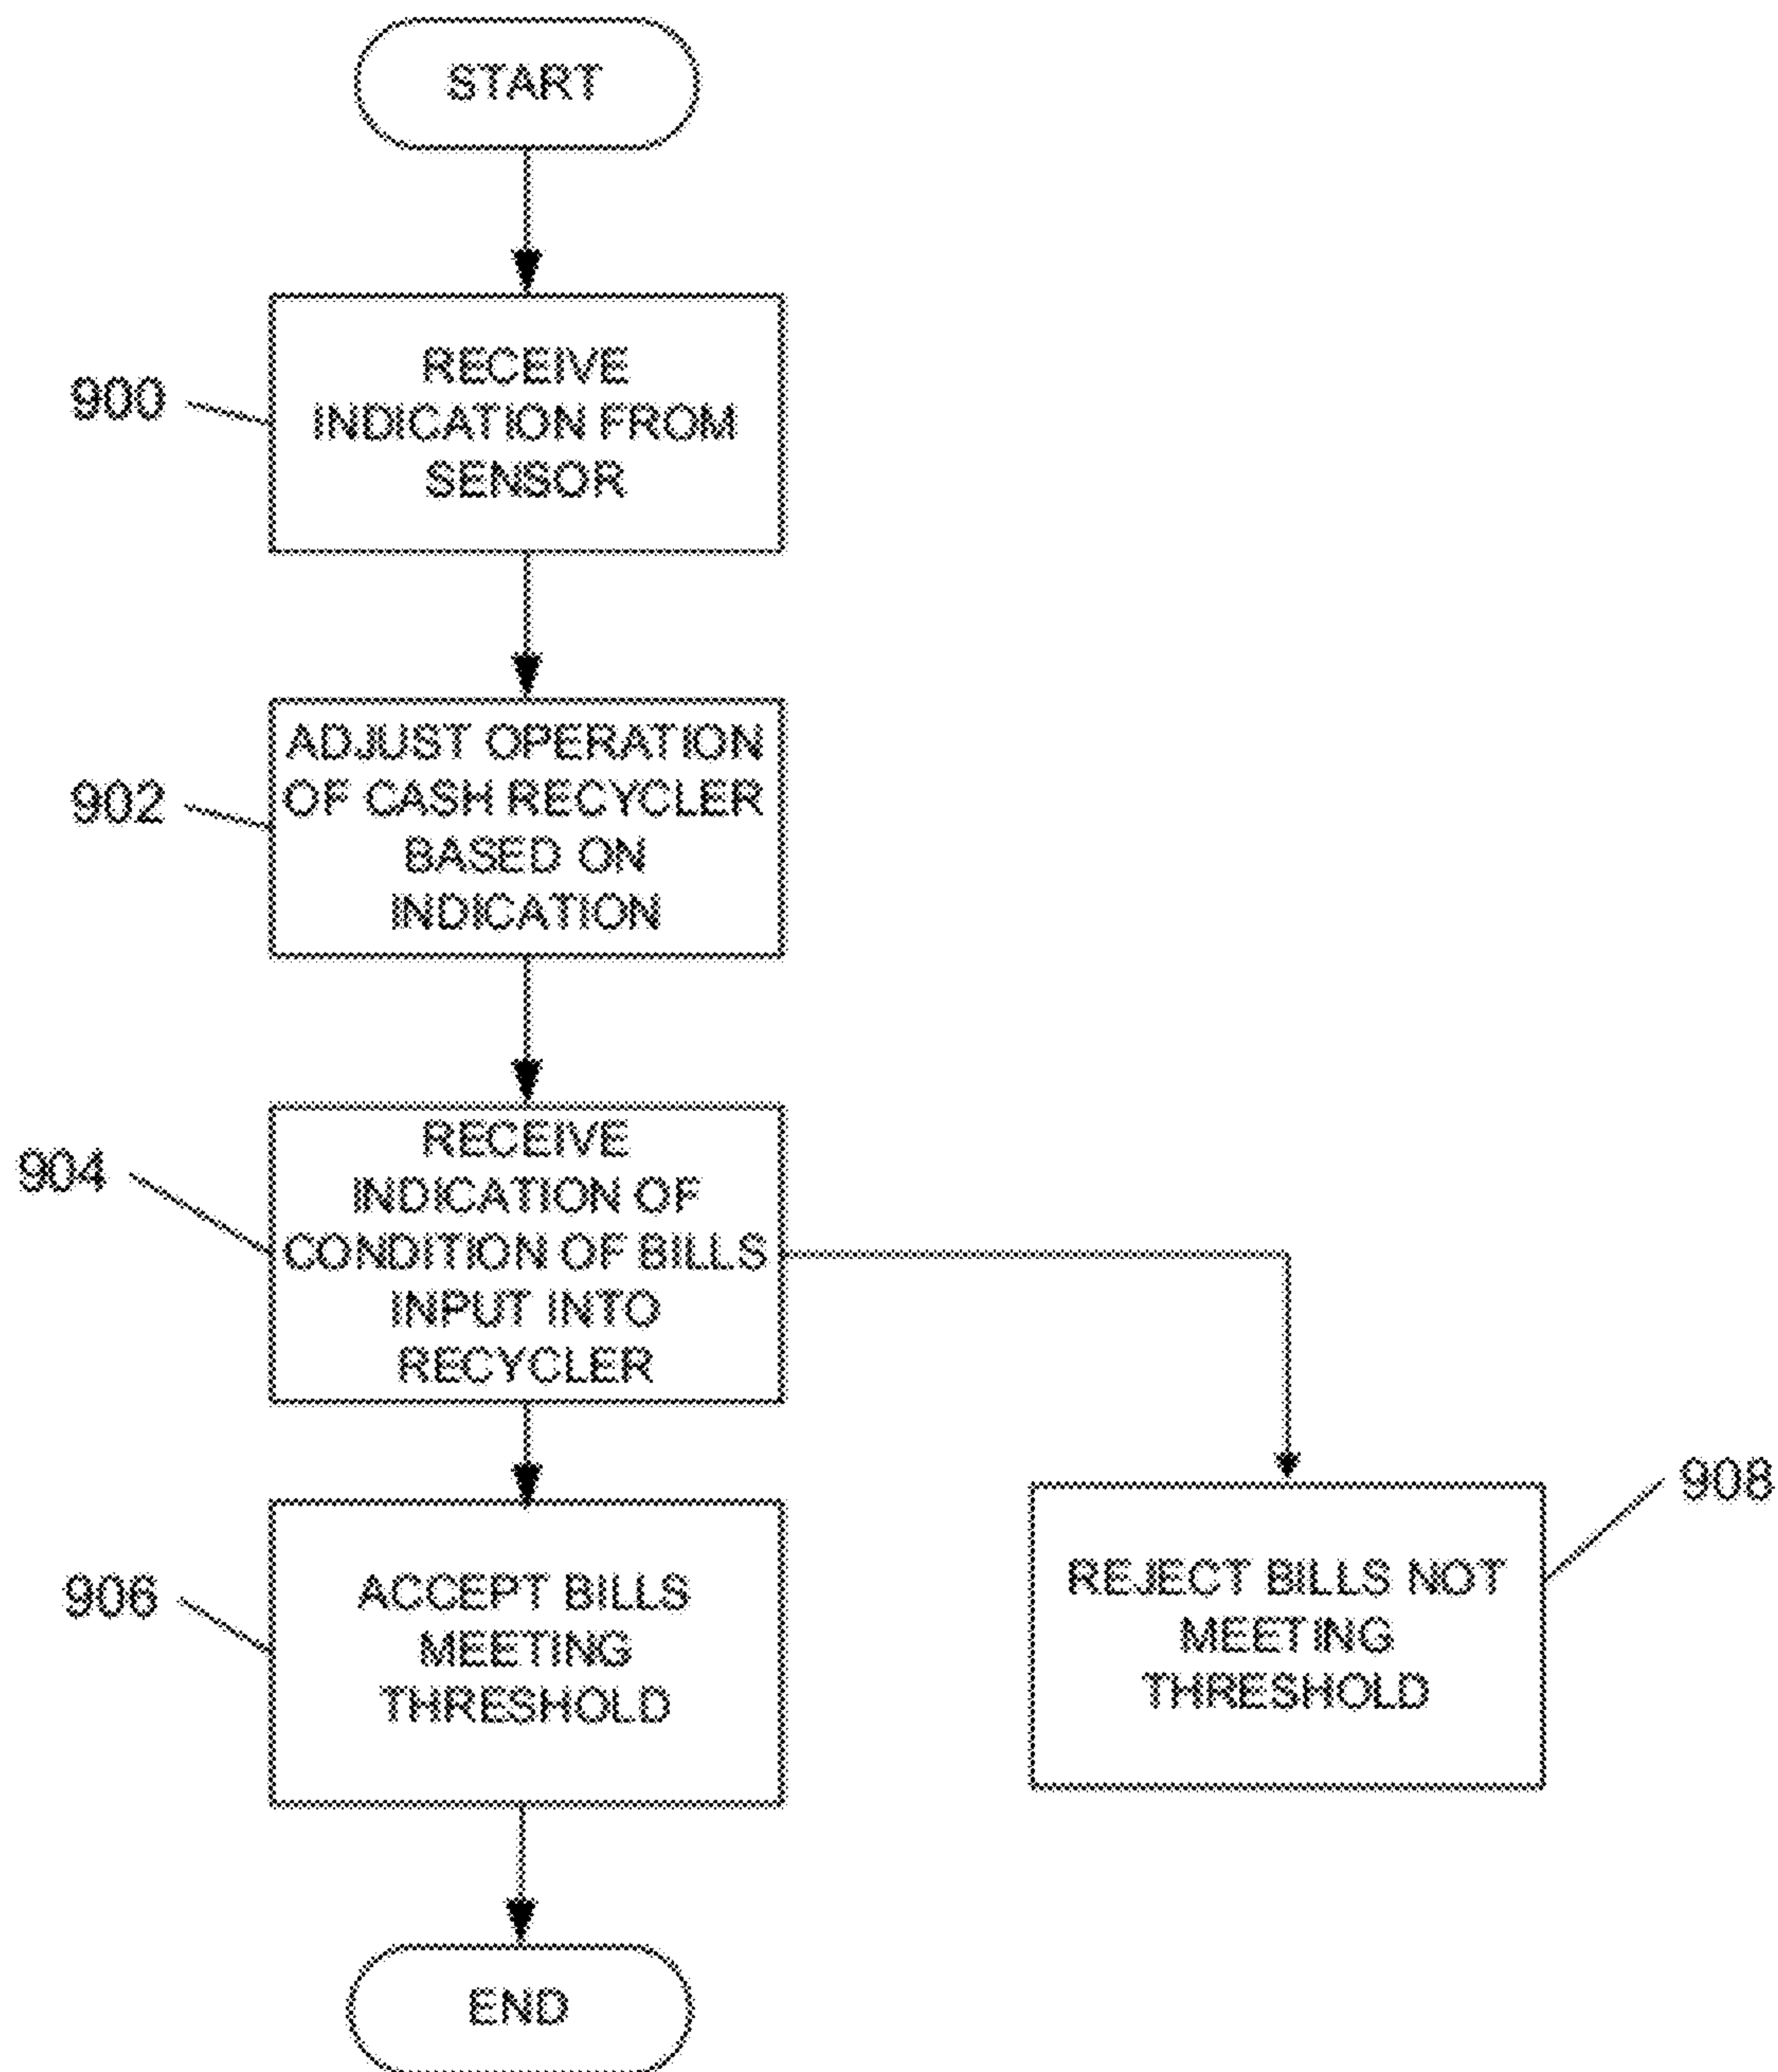 START
900
RECEIVE
INDICATION FROM
SENSOR
902
ADJUST OPERATION
OF CASH RECYCLER
BASED ON
INDICATION
904
RECEIVE
INDICATION OF
CONDITION OF BILLS
INPUT INTO
RECYCLER
906
ACCEPT BILLS
MEETING
THRESHOLD
908
REJECT BILLS NOT
MEETING
THRESHOLD
END